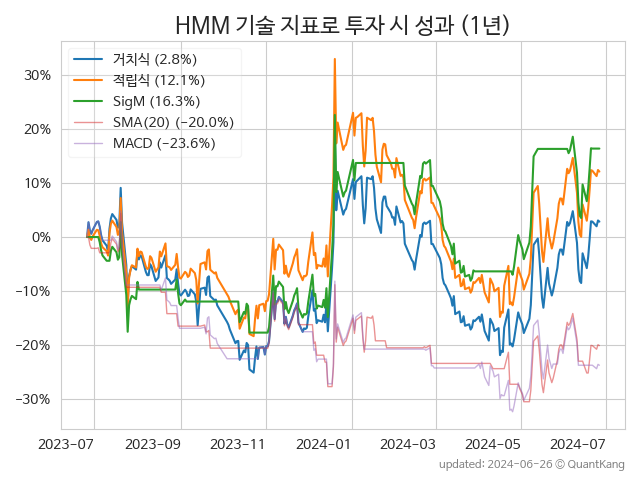 HMM 기술 지표로 투자 시 성과 (1년)
거치식 (2.8%)
적립식 (12.1%)
SigM (16.3%)
SMA(20) (−20.0%)
MACD (−23.6%)
30%
20%
10%
0%
−10%
−20%
−30%
2023-07 2023-09 2023-11 2024-01 2024-03 2024-05 2024-07
updated: 2024-06-26 © QuantKang